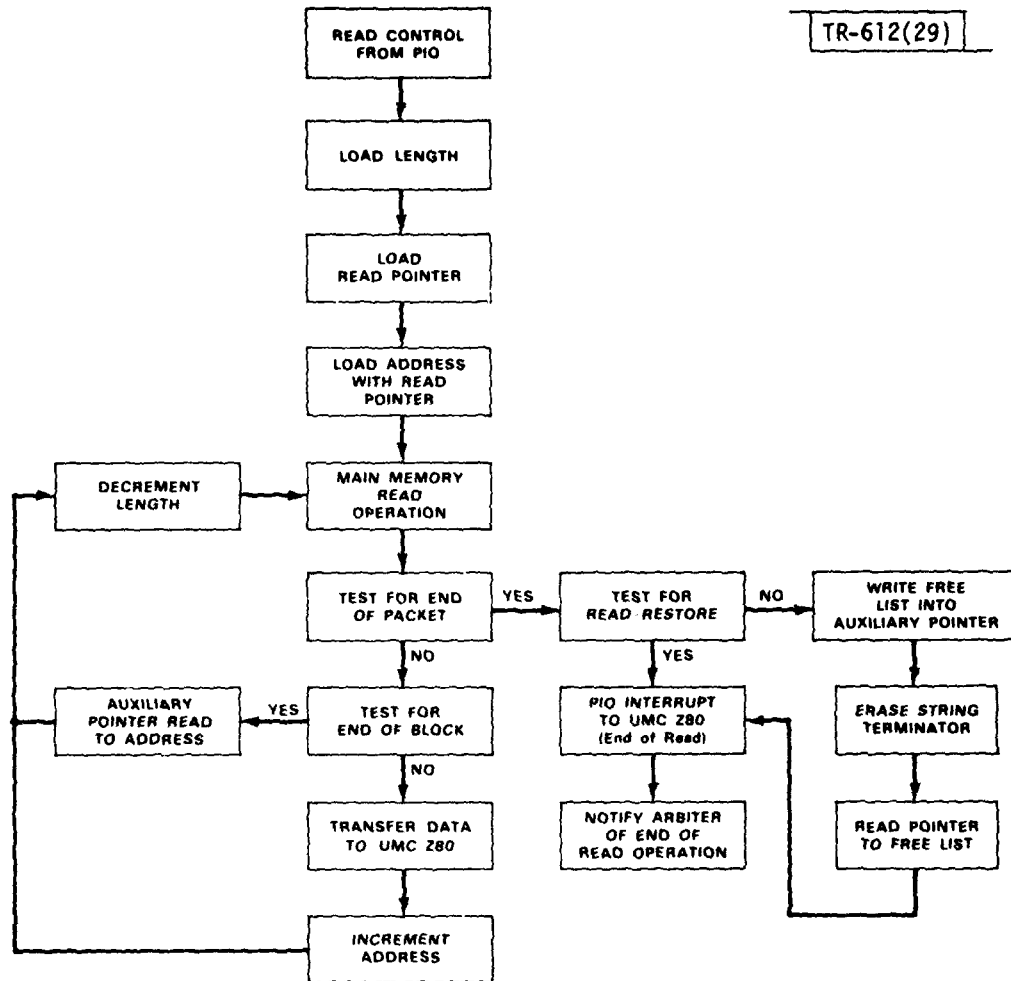 TR-612(29)
READ CONTROL
FROM PIO
LOAD LENGTH
LOAD
READ POINTER
LOAD ADDRESS
WITH READ
POINTER
DECREMENT
LENGTH
MAIN MEMORY
READ
OPERATION
TEST FOR END
OF PACKET
YES
TEST FOR
READ RESTORE
NO
WRITE FREE
LIST INTO
AUXILIARY POINTER
NO
YES
AUXILIARY
POINTER READ
TO ADDRESS
YES
TEST FOR
END OF BLOCK
PIO INTERRUPT
TO UMC Z80
(End of Read)
ERASE STRING
TERMINATOR
NO
TRANSFER DATA
TO UMC Z80
NOTIFY ARBITER
OF END OF
READ OPERATION
READ POINTER
TO FREE LIST
INCREMENT
ADDRESS